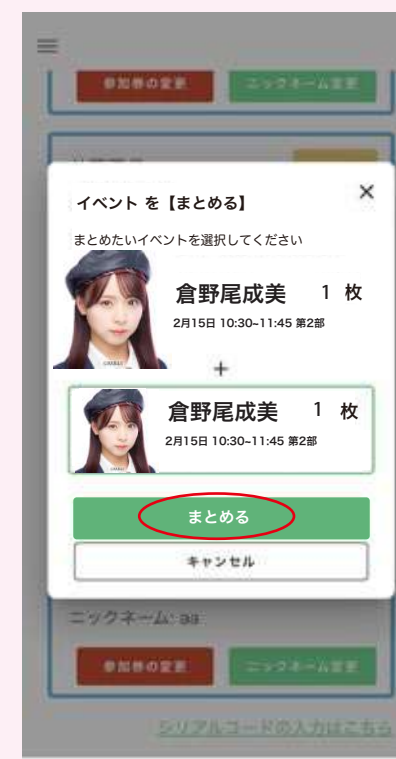 参加券の変更 ニックネーム変更
イベント を【まとめる】
×
まとめたいイベントを選択してください
倉野尾成美 1 枚
2月15日 10:30~11:45 第2部
+
倉野尾成美 1 枚
2月15日 10:30~11:45 第2部
まとめる
キャンセル
ニックネーム: aa
参加券の変更 ニックネーム変更
シリアルコードの入力はこちら